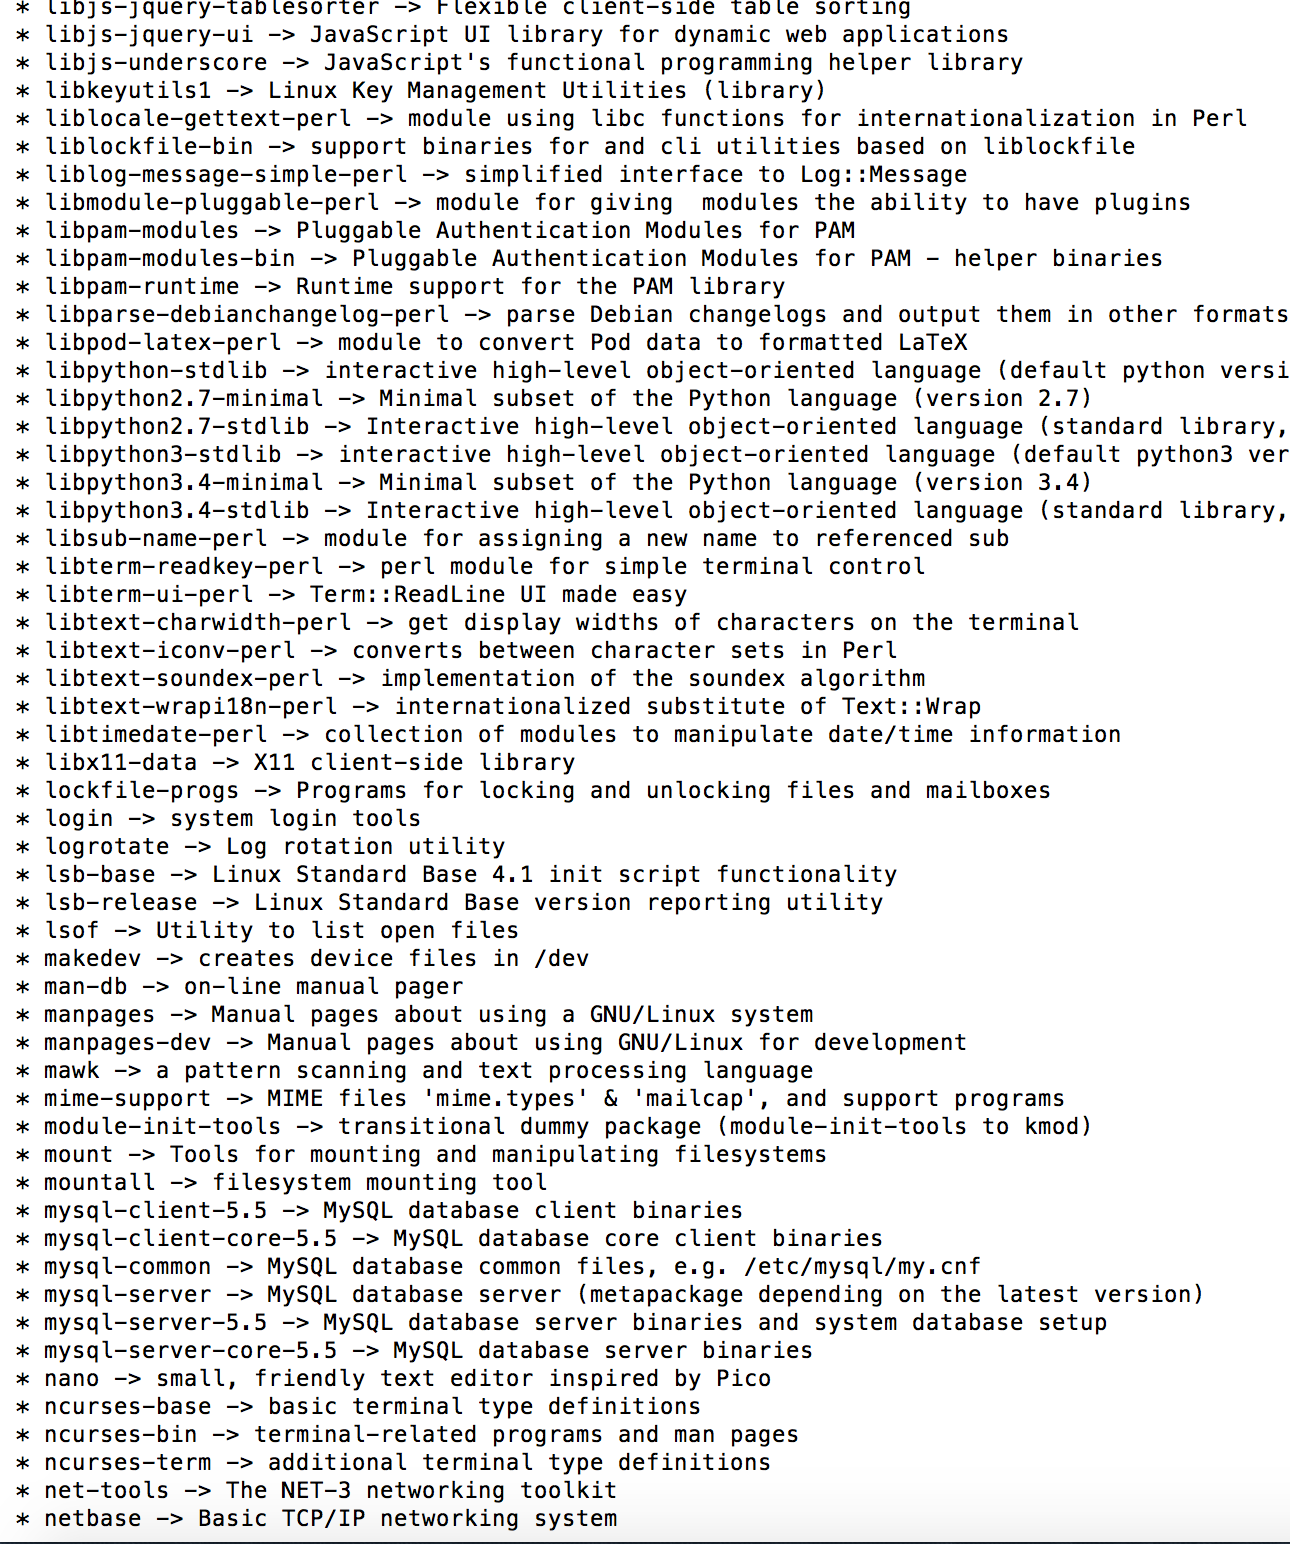 * libjs-jquery-tablesorter -> Flexible client-side table sorting
* libjs-jquery-ui -> JavaScript UI library for dynamic web applications
* libjs-underscore -> JavaScript's functional programming helper library
* libkeyutils1 -> Linux Key Management Utilities (library)
* liblocale-gettext-perl -> module using libc functions for internationalization in Perl
* liblockfile-bin -> support binaries for and cli utilities based on liblockfile
* liblog-message-simple-perl -> simplified interface to Log::Message
* libmodule-pluggable-perl -> module for giving  modules the ability to have plugins
* libpam-modules -> Pluggable Authentication Modules for PAM
* libpam-modules-bin -> Pluggable Authentication Modules for PAM - helper binaries
* libpam-runtime -> Runtime support for the PAM library
* libparse-debianchangelog-perl -> parse Debian changelogs and output them in other formats
* libpod-latex-perl -> module to convert Pod data to formatted LaTeX
* libpython-stdlib -> interactive high-level object-oriented language (default python versi
* libpython2.7-minimal -> Minimal subset of the Python language (version 2.7)
* libpython2.7-stdlib -> Interactive high-level object-oriented language (standard library,
* libpython3-stdlib -> interactive high-level object-oriented language (default python3 ver
* libpython3.4-minimal -> Minimal subset of the Python language (version 3.4)
* libpython3.4-stdlib -> Interactive high-level object-oriented language (standard library,
* libsub-name-perl -> module for assigning a new name to referenced sub
* libterm-readkey-perl -> perl module for simple terminal control
* libterm-ui-perl -> Term::ReadLine UI made easy
* libtext-charwidth-perl -> get display widths of characters on the terminal
* libtext-iconv-perl -> converts between character sets in Perl
* libtext-soundex-perl -> implementation of the soundex algorithm
* libtext-wrapi18n-perl -> internationalized substitute of Text::Wrap
* libtimedate-perl -> collection of modules to manipulate date/time information
* libx11-data -> X11 client-side library
* lockfile-progs -> Programs for locking and unlocking files and mailboxes
* login -> system login tools
* logrotate -> Log rotation utility
* lsb-base -> Linux Standard Base 4.1 init script functionality
* lsb-release -> Linux Standard Base version reporting utility
* lsof -> Utility to list open files
* makedev -> creates device files in /dev
* man-db -> on-line manual pager
* manpages -> Manual pages about using a GNU/Linux system
* manpages-dev -> Manual pages about using GNU/Linux for development
* mawk -> a pattern scanning and text processing language
* mime-support -> MIME files 'mime.types' & 'mailcap', and support programs
* module-init-tools -> transitional dummy package (module-init-tools to kmod)
* mount -> Tools for mounting and manipulating filesystems
* mountall -> filesystem mounting tool
* mysql-client-5.5 -> MySQL database client binaries
* mysql-client-core-5.5 -> MySQL database core client binaries
* mysql-common -> MySQL database common files, e.g. /etc/mysql/my.cnf
* mysql-server -> MySQL database server (metapackage depending on the latest version)
* mysql-server-5.5 -> MySQL database server binaries and system database setup
* mysql-server-core-5.5 -> MySQL database server binaries
* nano -> small, friendly text editor inspired by Pico
* ncurses-base -> basic terminal type definitions
* ncurses-bin -> terminal-related programs and man pages
* ncurses-term -> additional terminal type definitions
* net-tools -> The NET-3 networking toolkit
* netbase -> Basic TCP/IP networking system